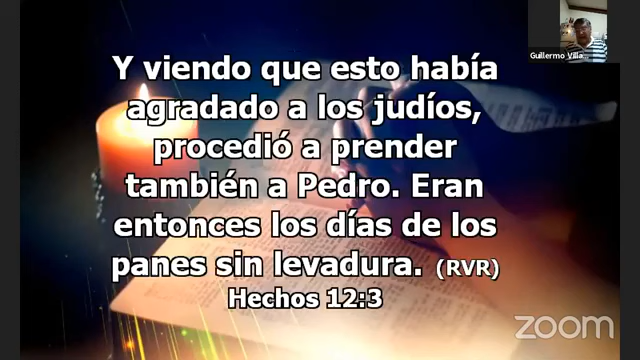 Guillermo Villa...
Y viendo que esto había
agradado a los judíos,
procedió a prender
también a Pedro. Eran
entonces los días de los
panes sin levadura. (RVR)
Hechos 12:3
zoom